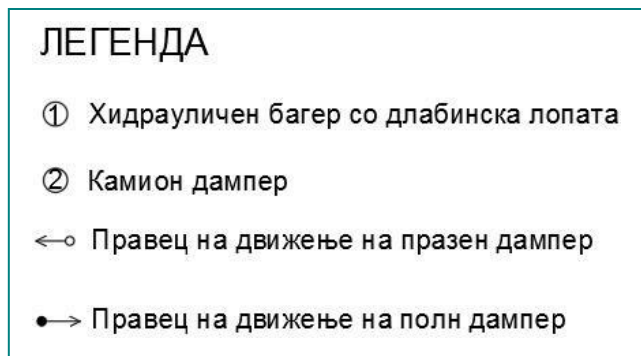 ЛЕГЕНДА
① Хидрауличен багер со длабинска лопата
② Камион дампер
Правец на движење на празен дампер
Правец на движење на полн дампер